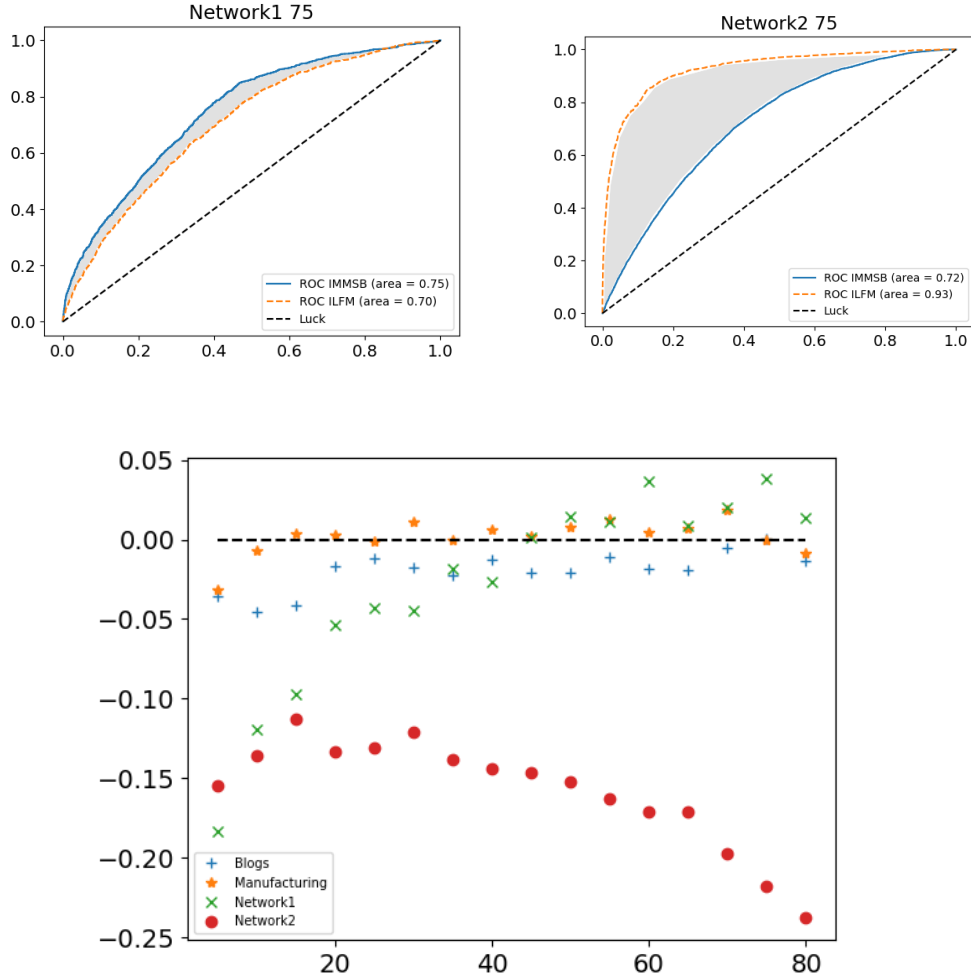 Network1 75
1.0
0.8
0.6
0.4
0.2
0.0
ROC IMMSB (area = 0.75)
ROC ILFM (area = 0.70)
Luck
0.0 0.2 0.4 0.6 0.8 1.0
Network2 75
1.0
0.8
0.6
0.4
0.2
0.0
ROC IMMSB (area = 0.72)
ROC ILFM (area = 0.93)
Luck
0.0 0.2 0.4 0.6 0.8 1.0
0.05
0.00
−0.05
−0.10
−0.15
−0.20
−0.25
Blogs
Manufacturing
Network1
Network2
20 40 60 80